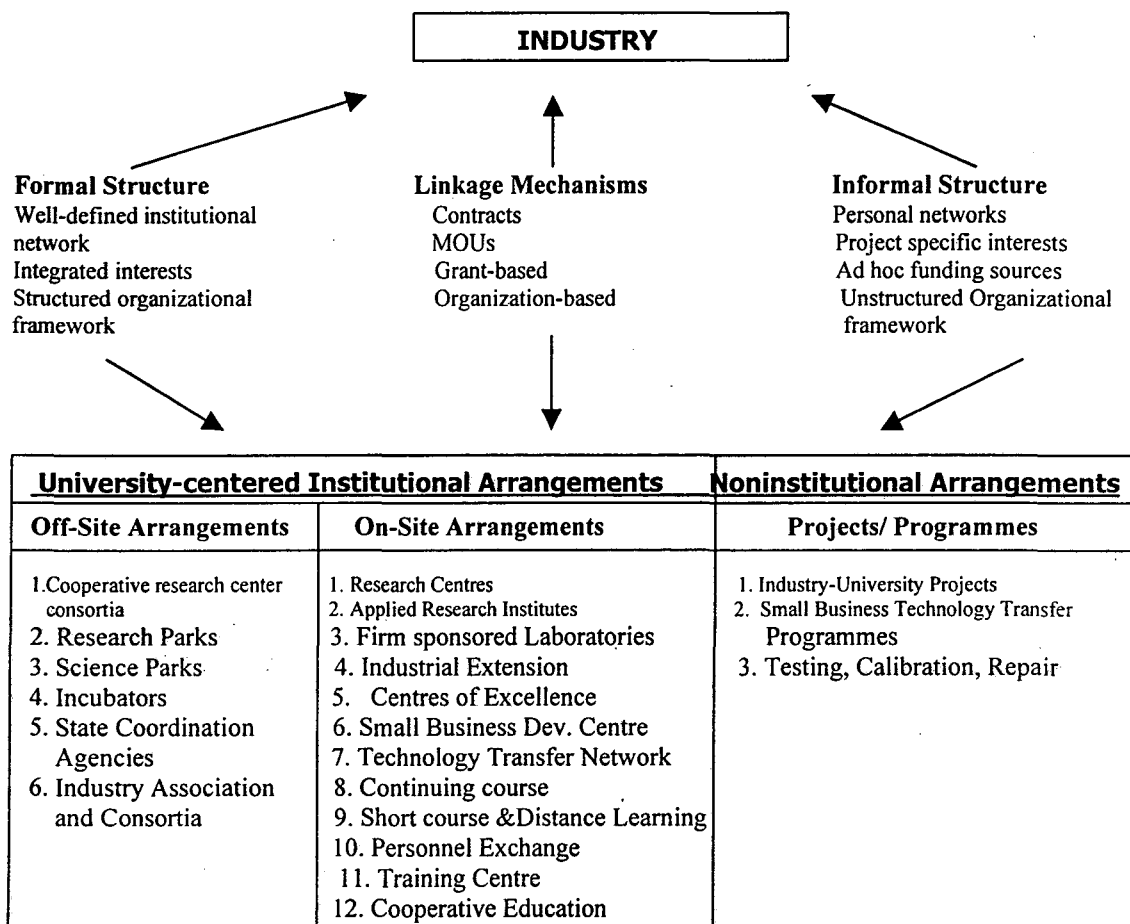 INDUSTRY
Formal Structure
Well-defined institutional
network
Integrated interests
Structured organizational
framework
Linkage Mechanisms
Contracts
MOUs
Grant-based
Organization-based
Informal Structure
Personal networks
Project specific interests
Ad hoc funding sources
Unstructured Organizational
framework
University-centered Institutional Arrangements
Noninstitutional Arrangements
Off-Site Arrangements
1.Cooperative research center
consortia
2. Research Parks
3. Science Parks
4. Incubators
5. State Coordination
Agencies
6. Industry Association
and Consortia
On-Site Arrangements
1. Research Centres
2. Applied Research Institutes
3. Firm sponsored Laboratories
4. Industrial Extension
5. Centres of Excellence
6. Small Business Dev. Centre
7. Technology Transfer Network
8. Continuing course
9. Short course &Distance Learning
10. Personnel Exchange
11. Training Centre
12. Cooperative Education
Projects/ Programmes
1. Industry-University Projects
2. Small Business Technology Transfer
Programmes
3. Testing, Calibration, Repair